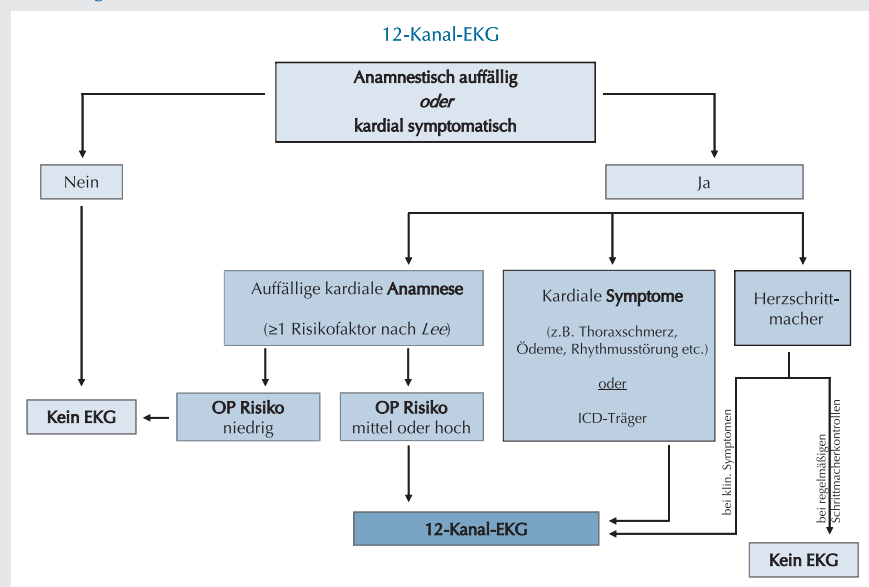 12-Kanal-EKG
Anamnestisch auffällig
oder
kardial symptomatisch
Nein
Ja
Auffällige kardiale Anamnese
(≥1 Risikofaktor nach Lee)
Kardiale Symptome
(z.B. Thoraxschmerz,
Ödeme, Rhythmusstörung etc.)
oder
ICD-Träger
Herzschritt-
macher
Kein EKG
OP Risiko
niedrig
OP Risiko
mittel oder hoch
bei klin. Symptomen
bei regelmäßigen
Schrittmacherkontrollen
12-Kanal-EKG
Kein EKG